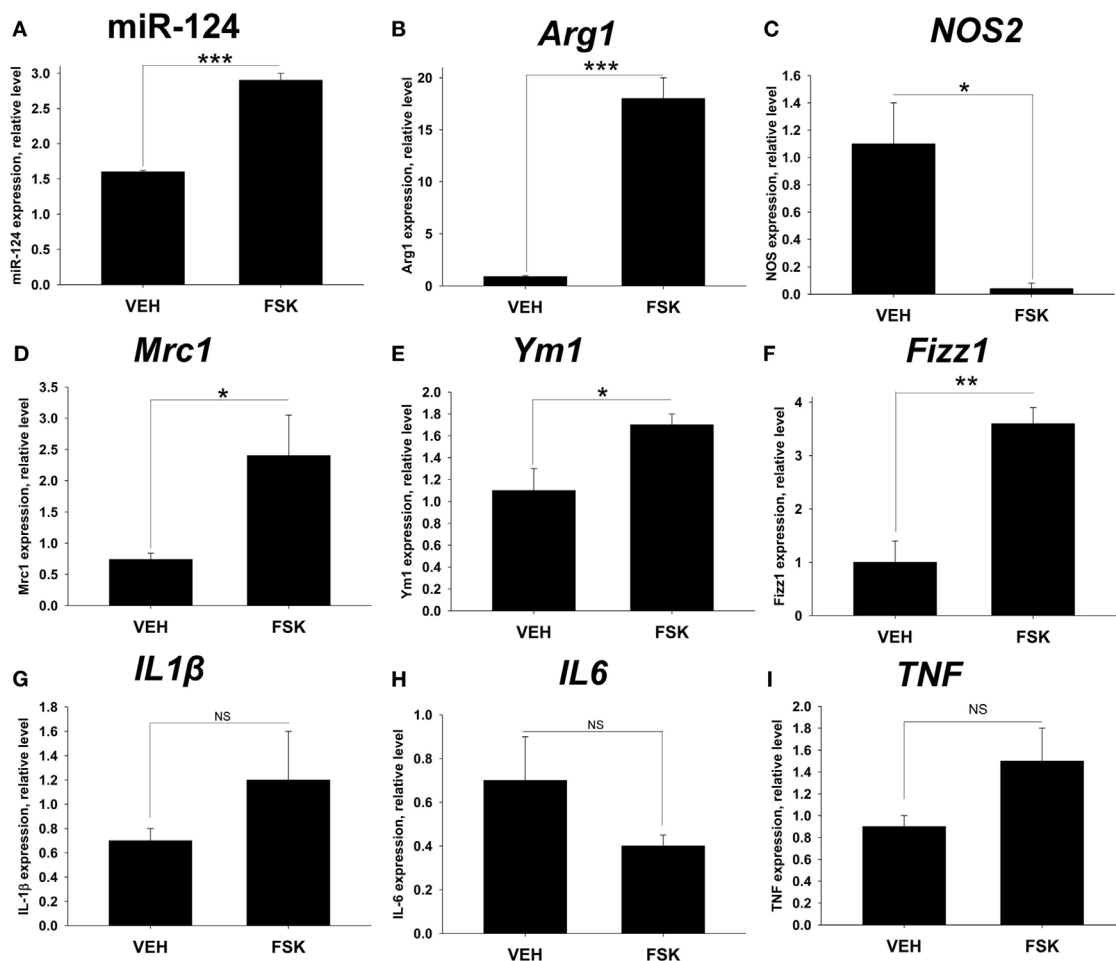 A
miR-124
miR-124 expression, relative level
3.0
2.5
2.0
1.5
1.0
0.5
0.0
***
VEH
FSK
B
Arg1
Arg1 expression, relative level
20
15
10
5
0
***
VEH
FSK
C
NOS2
NOS expression, relative level
1.6
1.4
1.2
1.0
0.8
0.6
0.4
0.2
0.0
*
VEH
FSK
D
Mrc1
Mrc1 expression, relative level
3.5
3.0
2.5
2.0
1.5
1.0
0.5
0.0
*
VEH
FSK
E
Ym1
Ym1 expression, relative level
2.0
1.8
1.6
1.4
1.2
1.0
0.8
0.6
0.4
0.2
0.0
*
VEH
FSK
F
Fizz1
Fizz1 expression, relative level
4
3
2
1
0
**
VEH
FSK
G
IL1β
IL-1β expression, relative level
1.8
1.6
1.4
1.2
1.0
0.8
0.6
0.4
0.2
0.0
NS
VEH
FSK
H
IL6
IL-6 expression, relative level
1.0
0.8
0.6
0.4
0.2
0.0
NS
VEH
FSK
I
TNF
TNF expression, relative level
2.0
1.8
1.6
1.4
1.2
1.0
0.8
0.6
0.4
0.2
0.0
NS
VEH
FSK